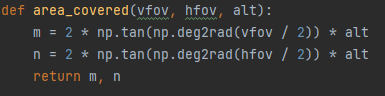 def area_covered(vfov, hfov, alt):
    m = 2 * np.tan(np.deg2rad(vfov / 2)) * alt
    n = 2 * np.tan(np.deg2rad(hfov / 2)) * alt
    return m, n